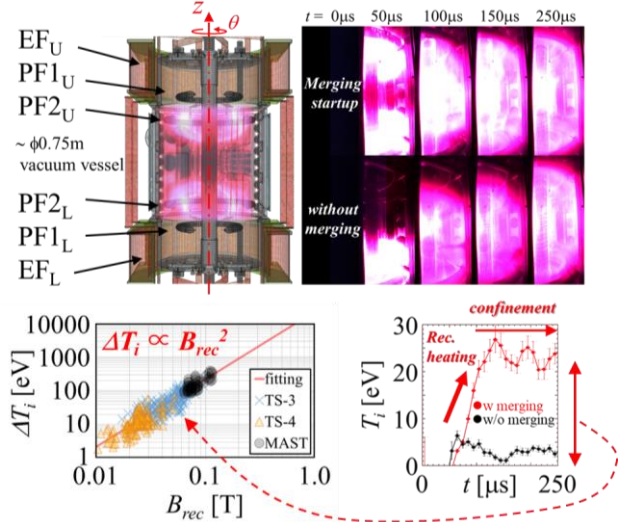 z
θ
EF_U
PF1_U
PF2_U
~ ϕ0.75m
vacuum vessel
PF2_L
PF1_L
EF_L
t = 0μs 50μs 100μs 150μs 250μs
Merging
startup
without
merging
10000
1000
100
10
1
ΔT_i [eV]
ΔT_i ∝ B_rec^2
fitting
TS-3
TS-4
MAST
0.01 0.1 1.0
B_rec [T]
confinement
Rec.
heating
30
20
10
0
T_i [eV]
w merging
w/o merging
0 t [μs] 250